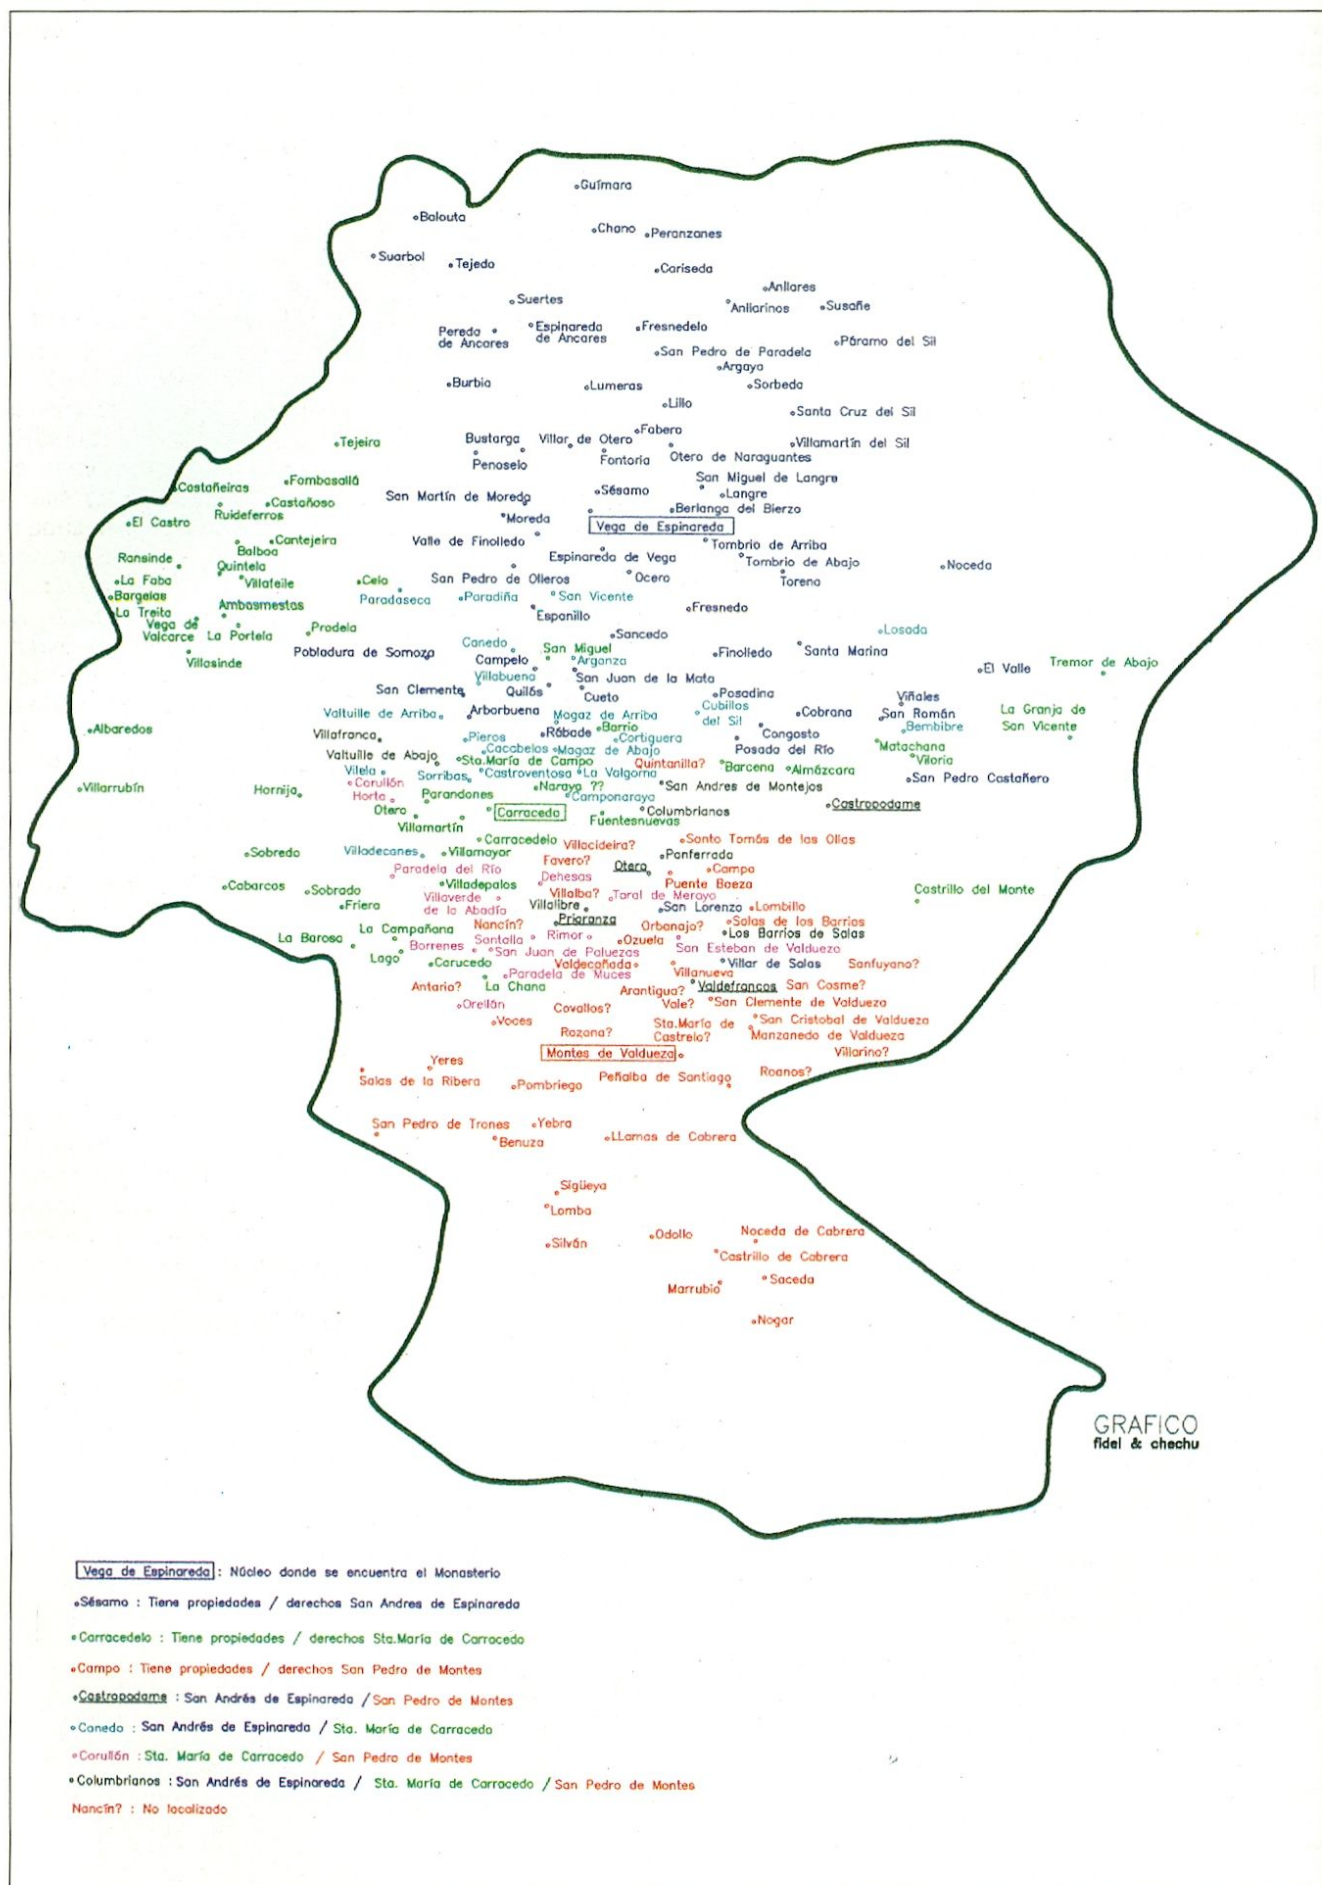 Guímara
Balouta
Chano
Peranzanes
Suarbol
Tejedo
Cariseda
Anllares
Suertes
Anllarinos
Susañe
Pereda
de Ancares
Espinareda
de Ancares
Fresnedelo
Páramo del Sil
San Pedro de Paradela
Argayo
Burbia
Lumeras
Sorbeda
Lillo
Santa Cruz del Sil
Fabero
Tejeira
Bustarga
Villar de Otero
Villamartín del Sil
Penoselo
Fontoria
Otero de Naraguantes
Fombasallá
San Miguel de Langre
Costañeiras
San Martín de Moreda
Sésamo
Langre
Castañoso
Ruideferros
Berlanga del Bierzo
El Castro
Moreda
Vega de Espinareda
Balboa
Cantejeira
Valle de Finolledo
Tombrio de Arriba
Ransinde
Espinareda de Vega
Tombrio de Abajo
Quintela
Noceda
La Faba
Villafeile
Cela
San Pedro de Olleros
Ocero
Torena
Bargelas
Paradaseca
Paradiña
San Vicente
La Treita
Ambasmestas
Espanillo
Fresnedo
Vega de
Valcarce
La Portela
Pradela
Sancedo
Losada
Villasinde
Pobladura de Somoza
Canedo
San Miguel
Finolledo
Santa Marina
Campelo
Arganza
El Valle
Tremor de Abajo
Villabuena
San Juan de la Mata
San Clemente
Quilós
Cueto
Posadina
Viñales
Valtuille de Arriba
Arborbuena
Magaz de Arriba
Cubillos
del Sil
Cobrana
San Román
La Granja de
San Vicente
Albaredos
Villafranca
Pieros
Rábade
Barrio
Cortiguera
Congosto
Bembibre
Valtuille de Abajo
Cacabelos
Magaz de Abajo
Posada del Río
Matachana
Viloria
Sta.María de Campo
Quintanilla?
Barcena
Almázcara
Vilela
Sorribas
Castroventosa
La Valgoma
San Pedro Castañero
Corullón
Naraya ??
San Andres de Montejos
Villarrubín
Hornija
Horta
Parandones
Camponaraya
Castropodame
Otero
Carracedo
Columbrianos
Villamartín
Fuentesnuevas
Carracedelo
Villacideira?
Santo Tomás de las Ollas
Sobredo
Villadecanes
Villamayor
Favero?
Otero
Ponferrada
Paradela del Río
Dehesas
Campo
Puente Boeza
Cabarcos
Sobrado
Villadepalos
Villalba?
Toral de Merayo
Castrillo del Monte
Friera
Villaverde
de la Abadía
Villalibre
San Lorenzo
Lombillo
Nancín?
Prioranza
Orbanajo?
Salas de los Barrios
La Campañana
La Barosa
Santalla
Rimor
Ozuela
Los Barrios de Salas
Borrenes
San Juan de Paluezas
San Esteban de Valdueza
Lago
Carucedo
Valdecañada
Villanueva
Villar de Salas
Sanfuyano?
Paradela de Muces
Antario?
La Chana
Arantigua?
Valdefrancos
San Cosme?
Orellán
Covallos?
Vale?
San Clemente de Valdueza
Voces
Razana?
Sta.María de
Castrelo?
San Cristobal de Valdueza
Manzanedo de Valdueza
Montes de Valdueza
Villarino?
Yeres
Salas de la Ribera
Pombriego
Peñalba de Santiago
Roanos?
San Pedro de Trones
Yebra
Benuza
LLamas de Cabrera
Sigüeya
Lomba
Silván
Odollo
Noceda de Cabrera
Castrillo de Cabrera
Marrubio
Saceda
Nogar
GRAFICO
fidel & chechu
Vega de Espinareda : Núcleo donde se encuentra el Monasterio
Sésamo : Tiene propiedades / derechos San Andres de Espinareda
Carracedelo : Tiene propiedades / derechos Sta.María de Carracedo
Campo : Tiene propiedades / derechos San Pedro de Montes
Castropodame : San Andrés de Espinareda / San Pedro de Montes
Canedo : San Andrés de Espinareda / Sta. María de Carracedo
Corullón : Sta. María de Carracedo / San Pedro de Montes
Columbrianos : San Andrés de Espinareda / Sta. María de Carracedo / San Pedro de Montes
Nancín? : No localizado